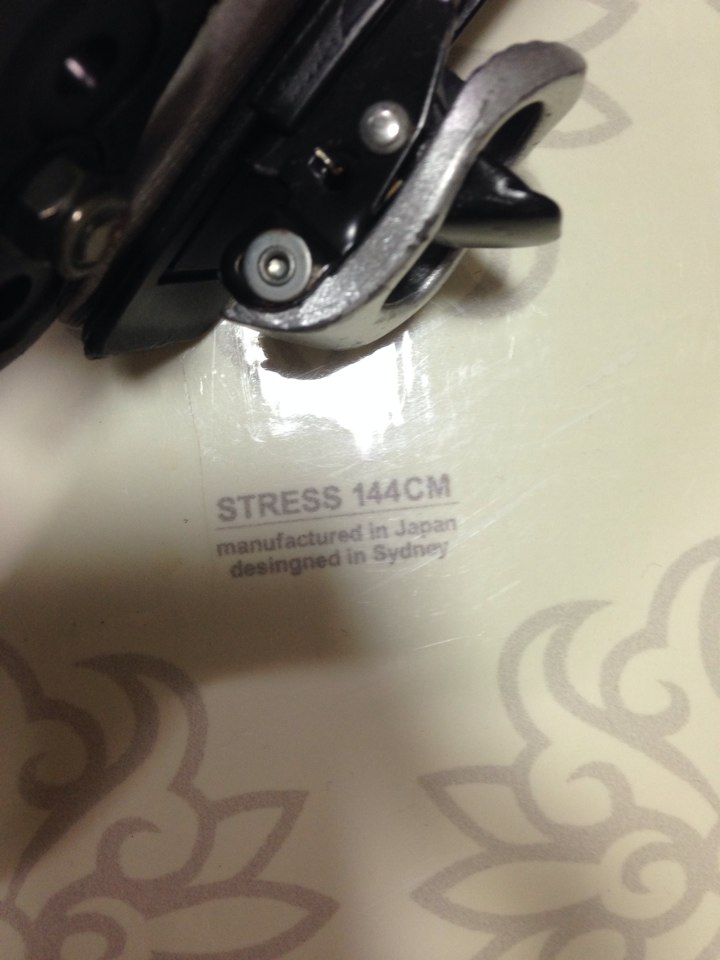 STRESS 144CM
manufactured in Japan
desingned in Sydney